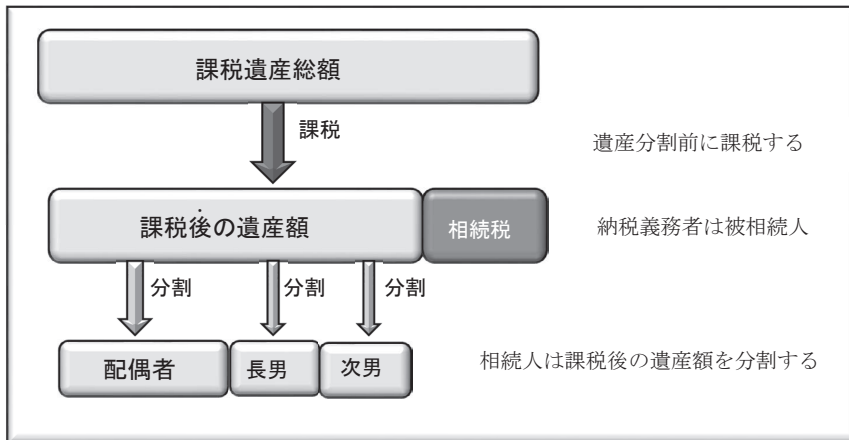 課税遺産総額
課税
遺産分割前に課税する
課税後の遺産額
相続税
納税義務者は被相続人
分割
分割
分割
配偶者
長男
次男
相続人は課税後の遺産額を分割する